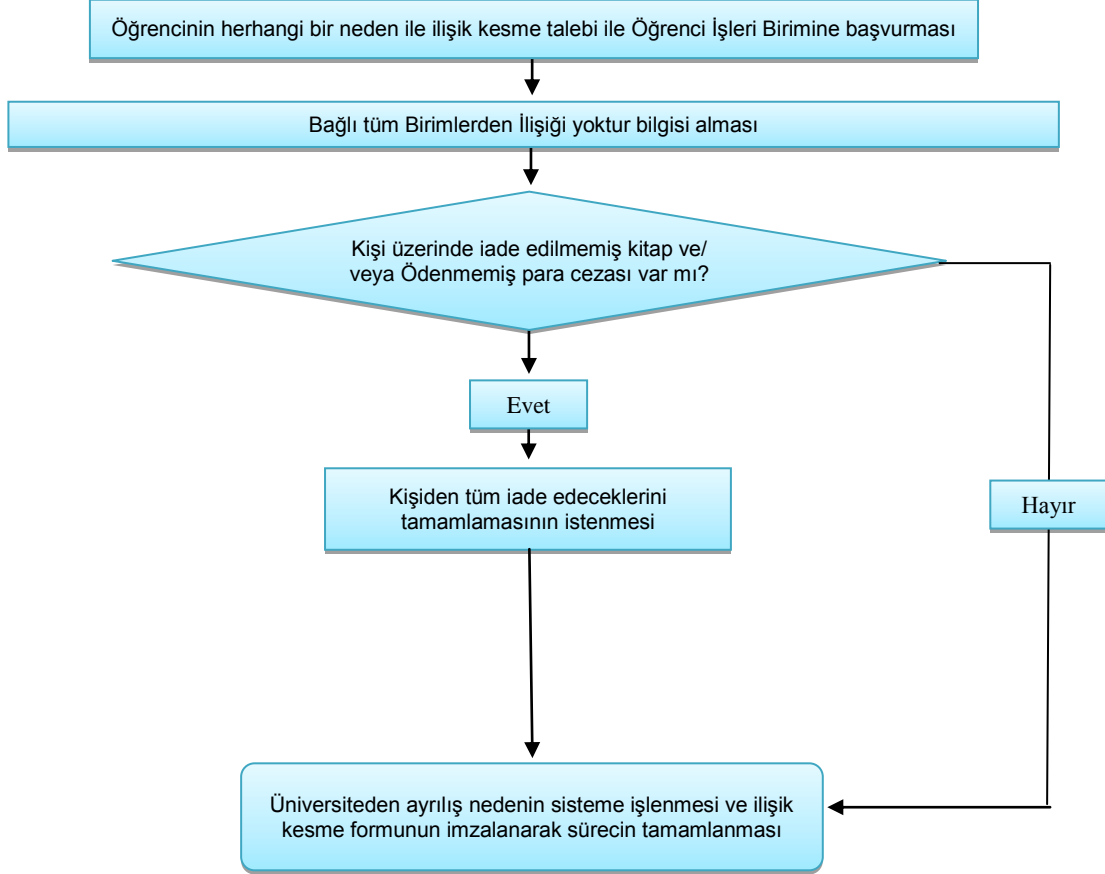 Öğrencinin herhangi bir neden ile ilişik kesme talebi ile Öğrenci İşleri Birimine başvurması
Bağlı tüm Birimlerden İlişiği yoktur bilgisi alması
Kişi üzerinde iade edilmemiş kitap ve/
veya Ödenmemiş para cezası var mı?
Evet
Kişiden tüm iade edeceklerini
tamamlamasının istenmesi
Hayır
Üniversiteden ayrılış nedenin sisteme işlenmesi ve ilişik
kesme formunun imzalanarak sürecin tamamlanması